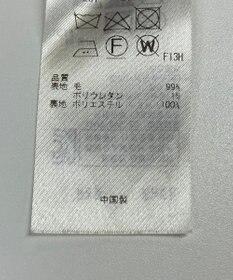 F
W
F13H
品質
表地 毛 99%
ポリウレタン 1%
裏地 ポリエステル 100%
中国製